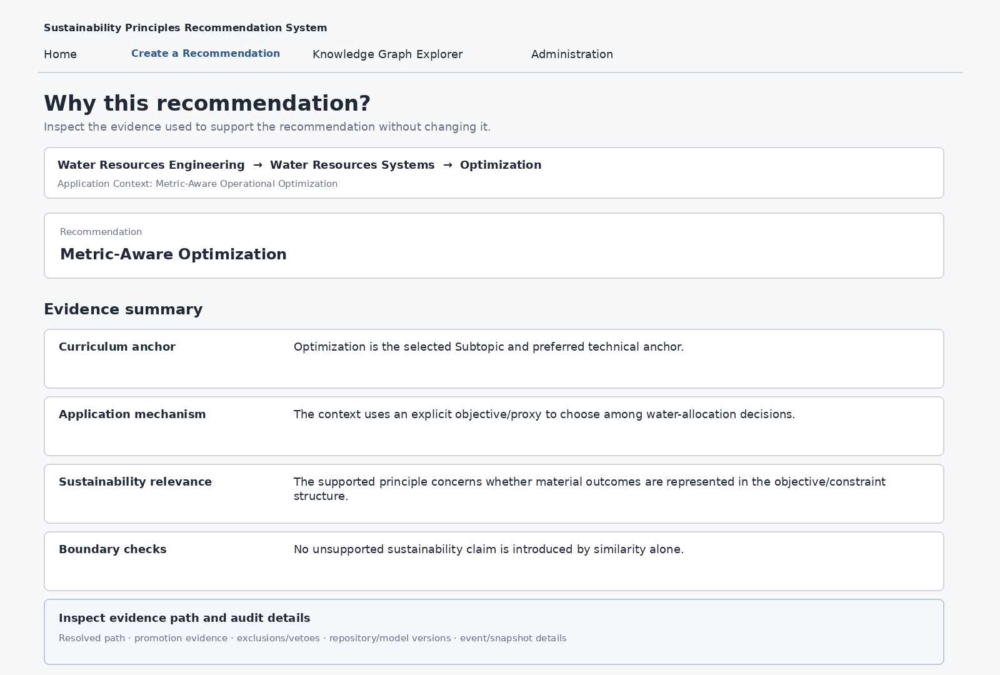 Sustainability Principles Recommendation System
Home Create a Recommendation Knowledge Graph Explorer Administration
Why this recommendation?
Inspect the evidence used to support the recommendation without changing it.
Water Resources Engineering → Water Resources Systems → Optimization
Application Context: Metric-Aware Operational Optimization
Recommendation
Metric-Aware Optimization
Evidence summary
Curriculum anchor Optimization is the selected Subtopic and preferred technical anchor.
Application mechanism The context uses an explicit objective/proxy to choose among water-allocation decisions.
Sustainability relevance The supported principle concerns whether material outcomes are represented in the objective/constraint
structure.
Boundary checks No unsupported sustainability claim is introduced by similarity alone.
Inspect evidence path and audit details
Resolved path · promotion evidence · exclusions/vetoes · repository/model versions · event/snapshot details